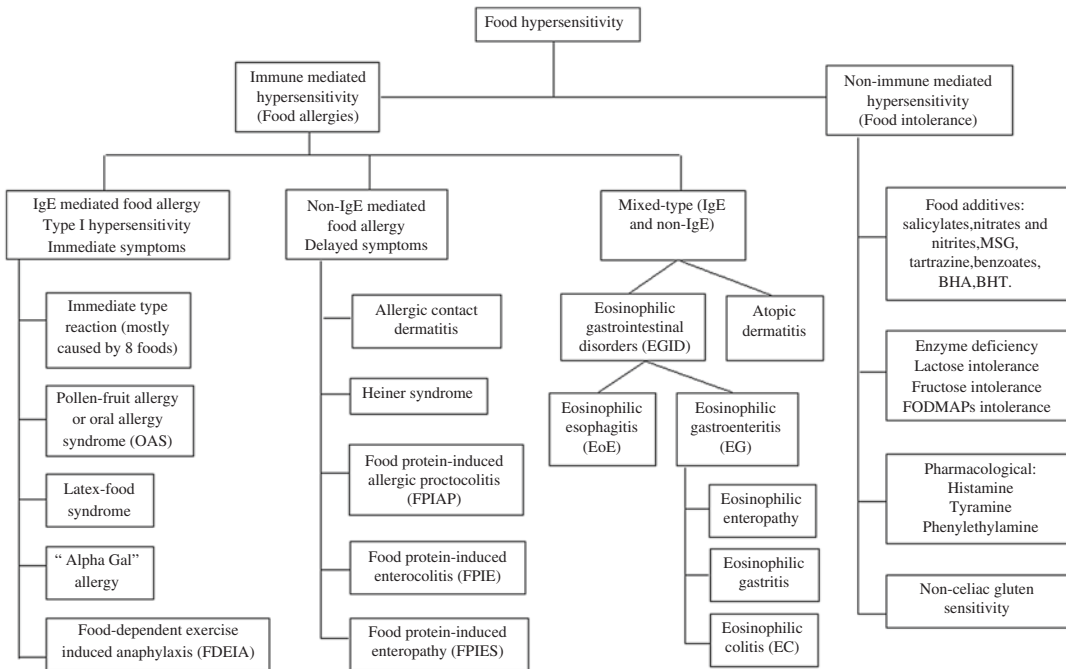 Food hypersensitivity
Immune mediated
hypersensitivity
(Food allergies)
Non-immune mediated
hypersensitivity
(Food intolerance)
IgE mediated food allergy
Type I hypersensitivity
Immediate symptoms
Immediate type
reaction (mostly
caused by 8 foods)
Pollen-fruit allergy
or oral allergy
syndrome (OAS)
Latex-food
syndrome
“ Alpha Gal”
allergy
Food-dependent exercise
induced anaphylaxis (FDEIA)
Non-IgE mediated
food allergy
Delayed symptoms
Allergic contact
dermatitis
Heiner syndrome
Food protein-induced
allergic proctocolitis
(FPIAP)
Food protein-induced
enterocolitis (FPIE)
Food protein-induced
enteropathy (FPIES)
Mixed-type (IgE
and non-IgE)
Eosinophilic
gastrointestinal
disorders (EGID)
Atopic
dermatitis
Eosinophilic
esophagitis
(EoE)
Eosinophilic
gastroenteritis
(EG)
Eosinophilic
enteropathy
Eosinophilic
gastritis
Eosinophilic
colitis (EC)
Food additives:
salicylates,nitrates and
nitrites,MSG,
tartrazine,benzoates,
BHA,BHT.
Enzyme deficiency
Lactose intolerance
Fructose intolerance
FODMAPs intolerance
Pharmacological:
Histamine
Tyramine
Phenylethylamine
Non-celiac gluten
sensitivity